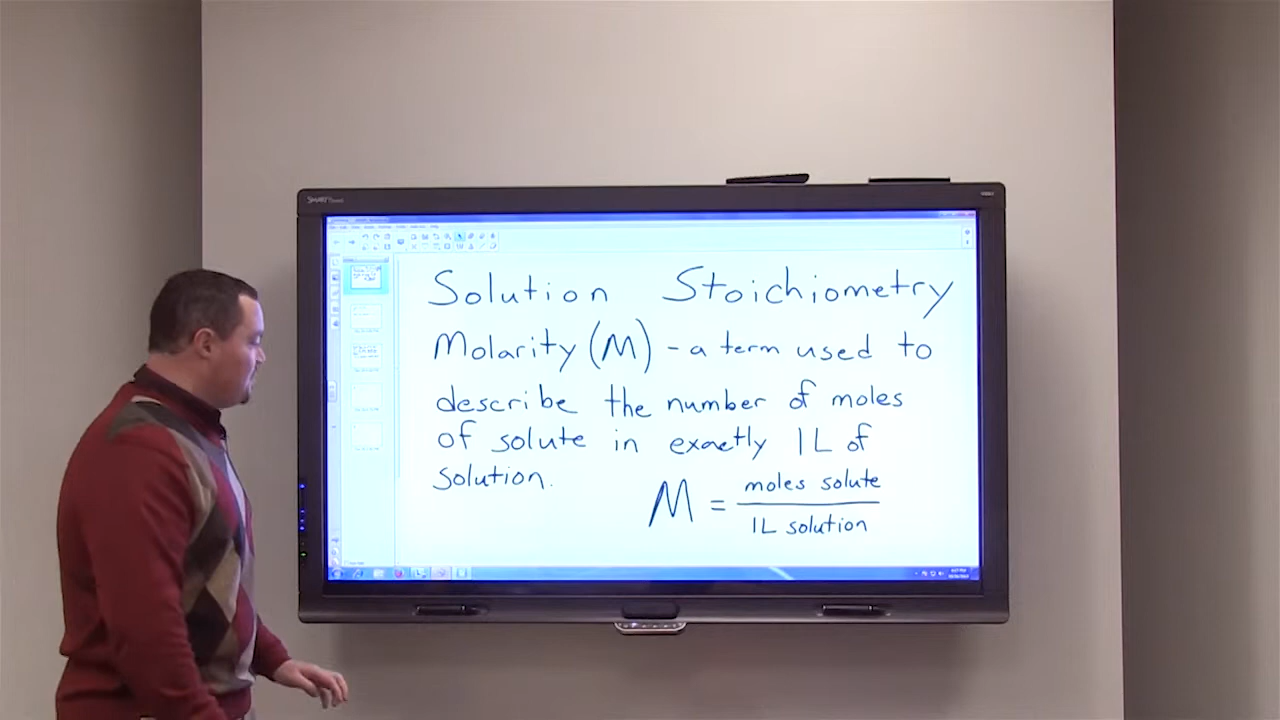 SMART
Solution Stoichiometry
Molarity (M) - a term used to
describe the number of moles
of solute in exactly 1L of
solution.
M = moles solute
1L solution